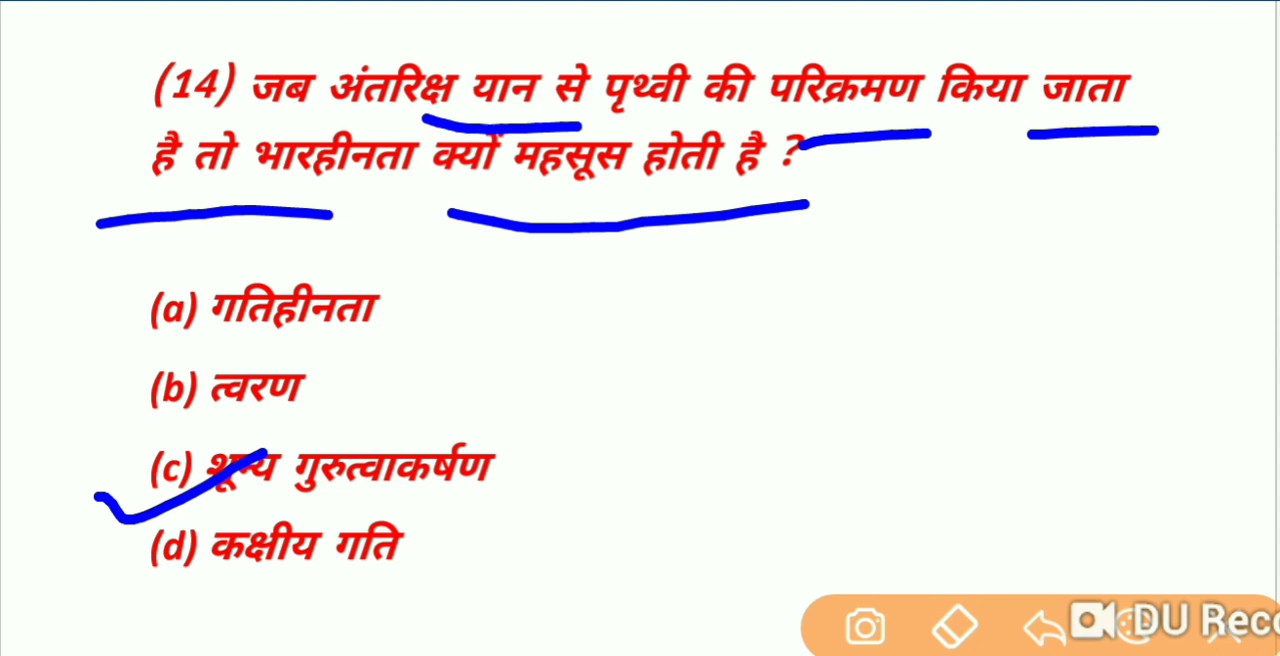 (14) जब अंतरिक्ष यान से पृथ्वी की परिक्रमण किया जाता
है तो भारहीनता क्यों महसूस होती है ?
(a) गतिहीनता
(b) त्वरण
(c) शून्य गुरुत्वाकर्षण
(d) कक्षीय गति
DU Rec